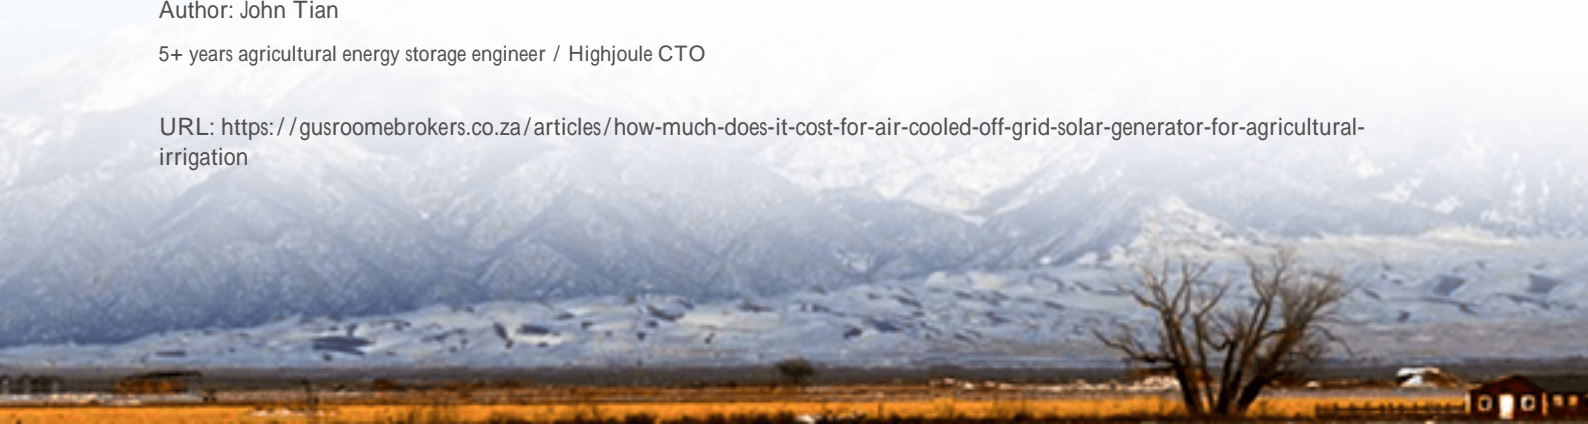 Author: John Tian
5+ years agricultural energy storage engineer / Highjoule CTO
URL: https://gusroomebrokers.co.za/articles/how-much-does-it-cost-for-air-cooled-off-grid-solar-generator-for-agricultural-
irrigation